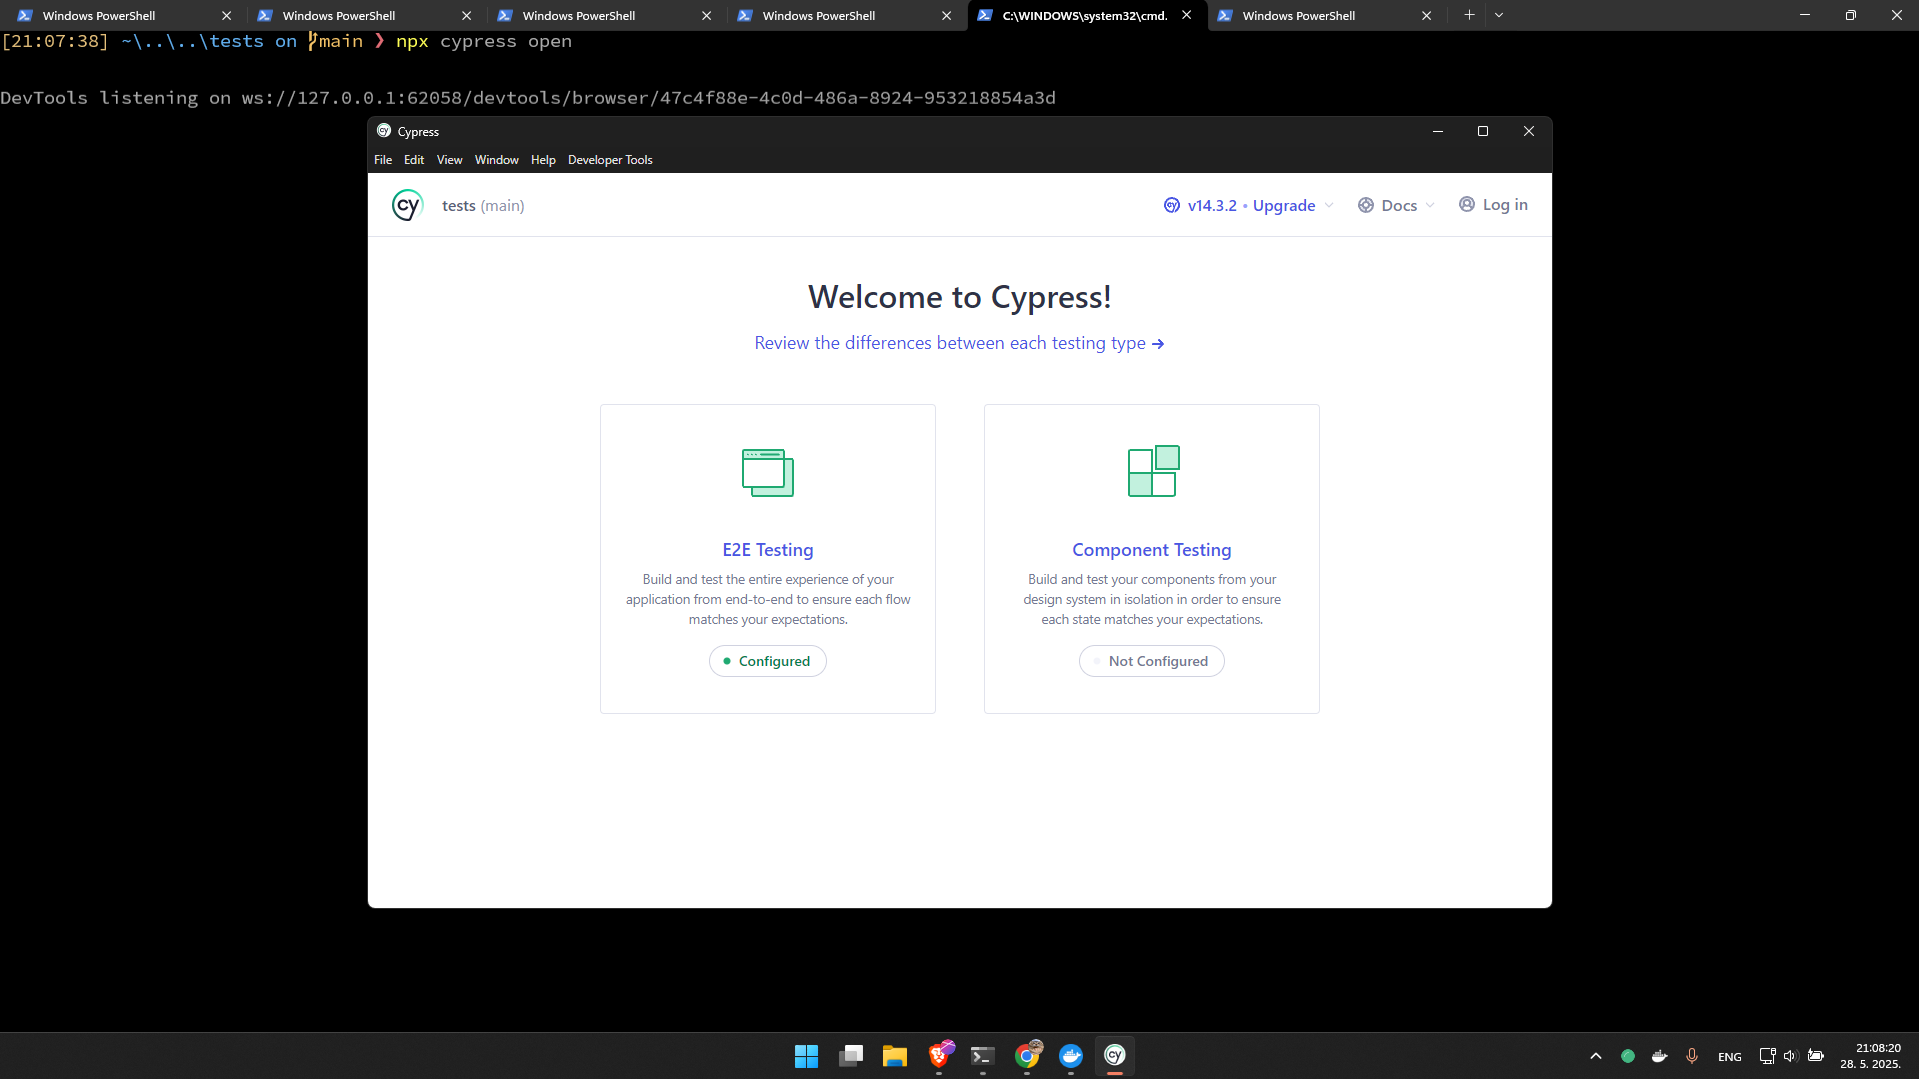 Windows PowerShell
Windows PowerShell
Windows PowerShell
Windows PowerShell
C:\WINDOWS\system32\cmd.
Windows PowerShell
[21:07:38] ~\..\..\tests on main ❯ npx cypress open
DevTools listening on ws://127.0.0.1:62058/devtools/browser/47c4f88e-4c0d-486a-8924-953218854a3d
cy Cypress
File Edit View Window Help Developer Tools
cy tests (main)
cy v14.3.2 • Upgrade
Docs
Log in
Welcome to Cypress!
Review the differences between each testing type →
E2E Testing
Build and test the entire experience of your
application from end-to-end to ensure each flow
matches your expectations.
Configured
Component Testing
Build and test your components from your
design system in isolation in order to ensure
each state matches your expectations.
Not Configured
cy
ENG
21:08:20
28. 5. 2025.